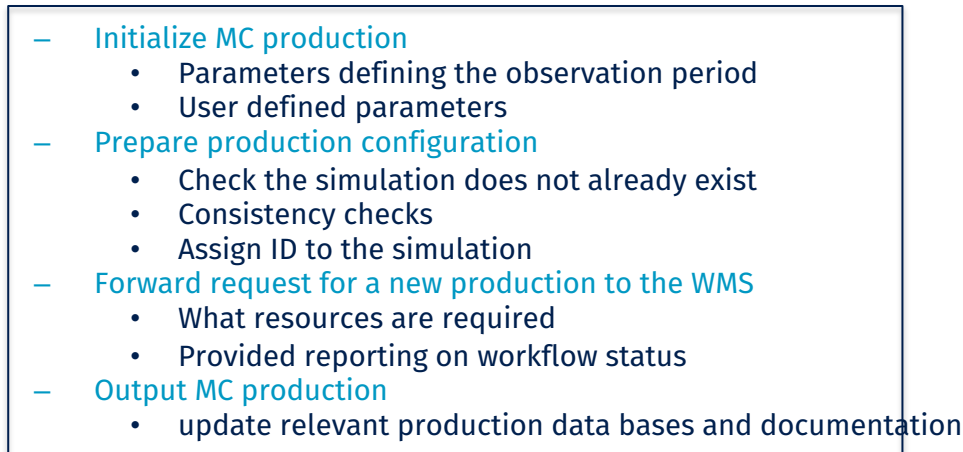 – Initialize MC production
• Parameters defining the observation period
• User defined parameters
– Prepare production configuration
• Check the simulation does not already exist
• Consistency checks
• Assign ID to the simulation
– Forward request for a new production to the WMS
• What resources are required
• Provided reporting on workflow status
– Output MC production
• update relevant production data bases and documentation